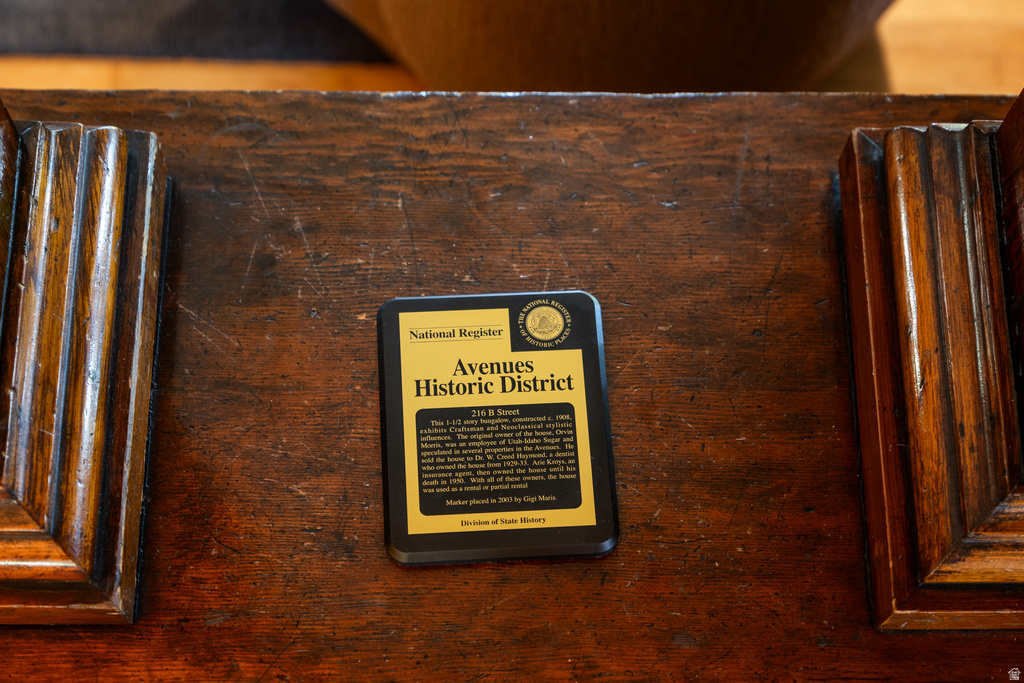 National Register
THE NATIONAL REGISTER
OF HISTORIC PLACES
Avenues
Historic District
216 B Street
This 1-1/2 story bungalow, constructed c. 1908,
exhibits Craftsman and Neoclassical stylistic
influences. The original owner of the house, Orvin
Morris, was an employee of Utah-Idaho Sugar and
speculated in several properties in the Avenues. He
sold the house to Dr. W. Creed Haymond, a dentist
who owned the house from 1929-33. Arie Kroys, an
insurance agent, then owned the house until his
death in 1950. With all of these owners, the house
was used as a rental or partial rental
Marker placed in 2003 by Gigi Maris.
Division of State History